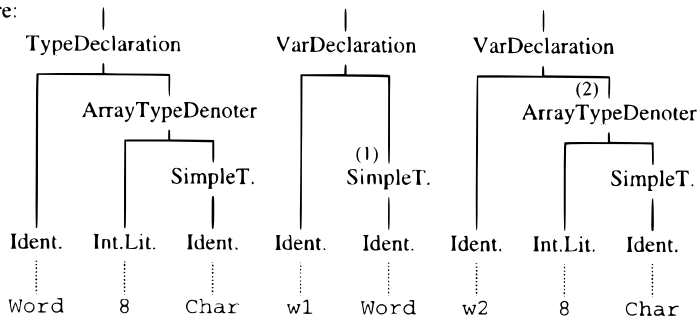 re:
TypeDeclaration VarDeclaration VarDeclaration
(2)
ArrayTypeDenoter ArrayTypeDenoter
(1)
SimpleT. SimpleT. SimpleT.
Ident. Int.Lit. Ident. Ident. Ident. Ident. Int.Lit. Ident.
Word 8 Char w1 Word w2 8 Char